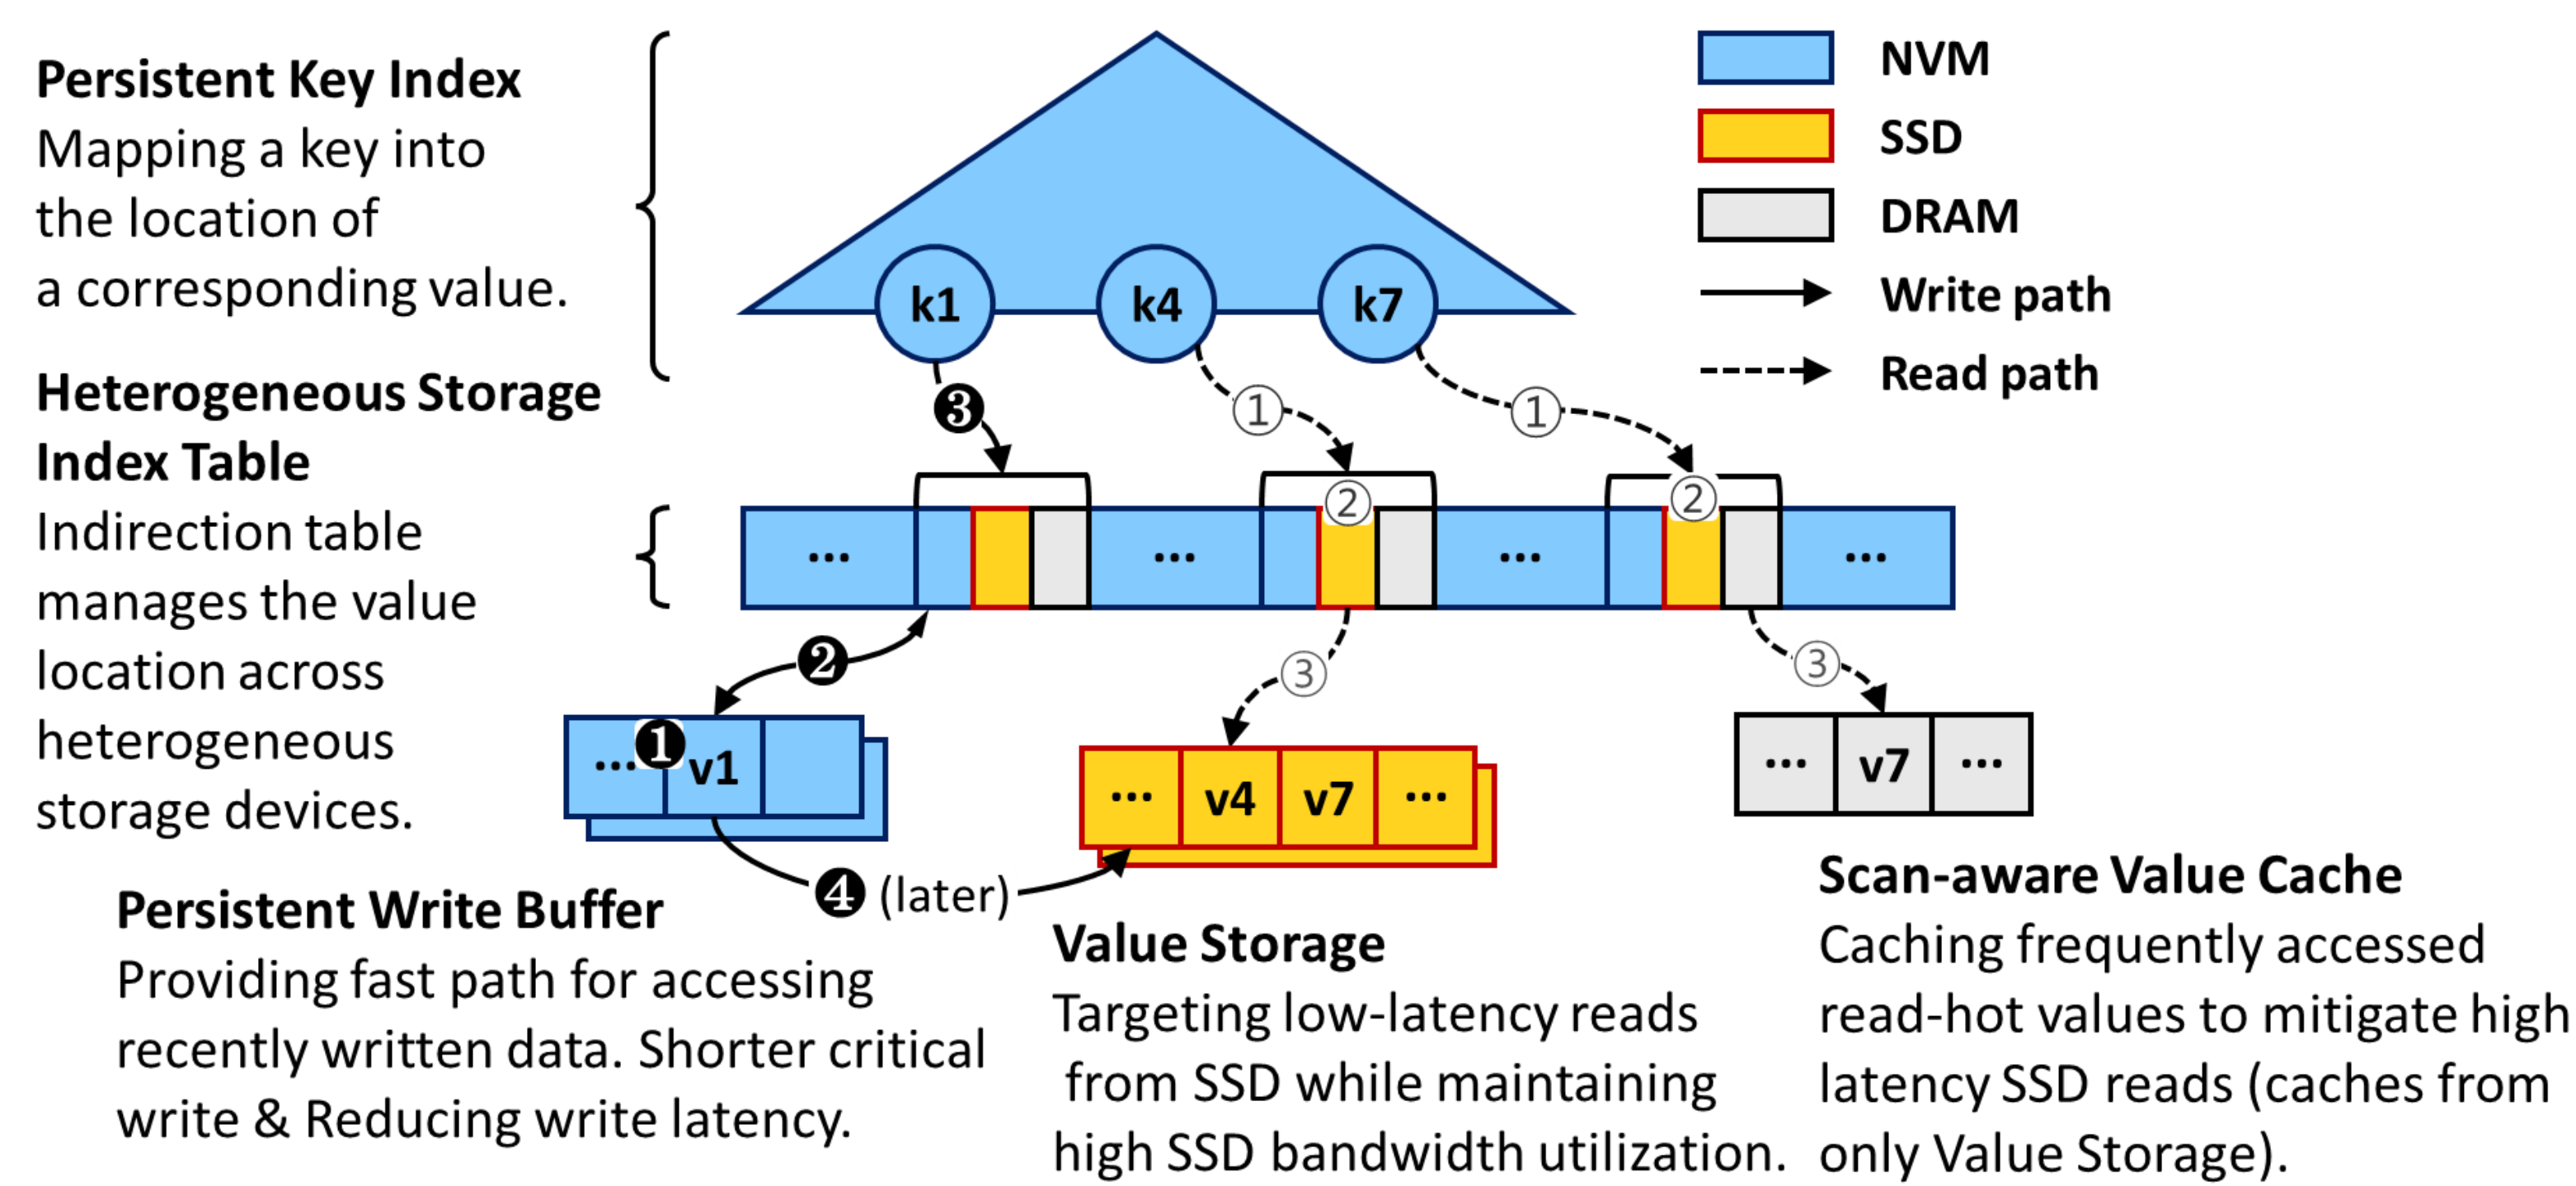 Persistent Key Index
Mapping a key into
the location of
a corresponding value.
Heterogeneous Storage
Index Table
Indirection table
manages the value
location across
heterogeneous
storage devices.
k1 k4 k7
NVM
SSD
DRAM
Write path
Read path
❸ ① ①
② ②
... ... ... ...
❷ ③ ③
... ❶ v1
... v4 v7 ...
... v7 ...
❹ (later)
Persistent Write Buffer
Providing fast path for accessing
recently written data. Shorter critical
write & Reducing write latency.
Value Storage
Targeting low-latency reads
from SSD while maintaining
high SSD bandwidth utilization.
Scan-aware Value Cache
Caching frequently accessed
read-hot values to mitigate high
latency SSD reads (caches from
only Value Storage).